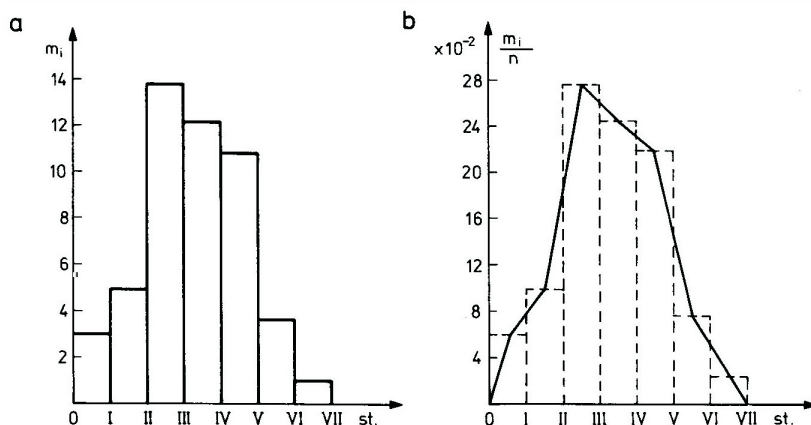 a
m_i
14
12
10
8
6
4
2
0 I II III IV V VI VII st.
b
×10⁻² m_i/n
28
24
22
16
12
8
4
0 I II III IV V VI VII st.